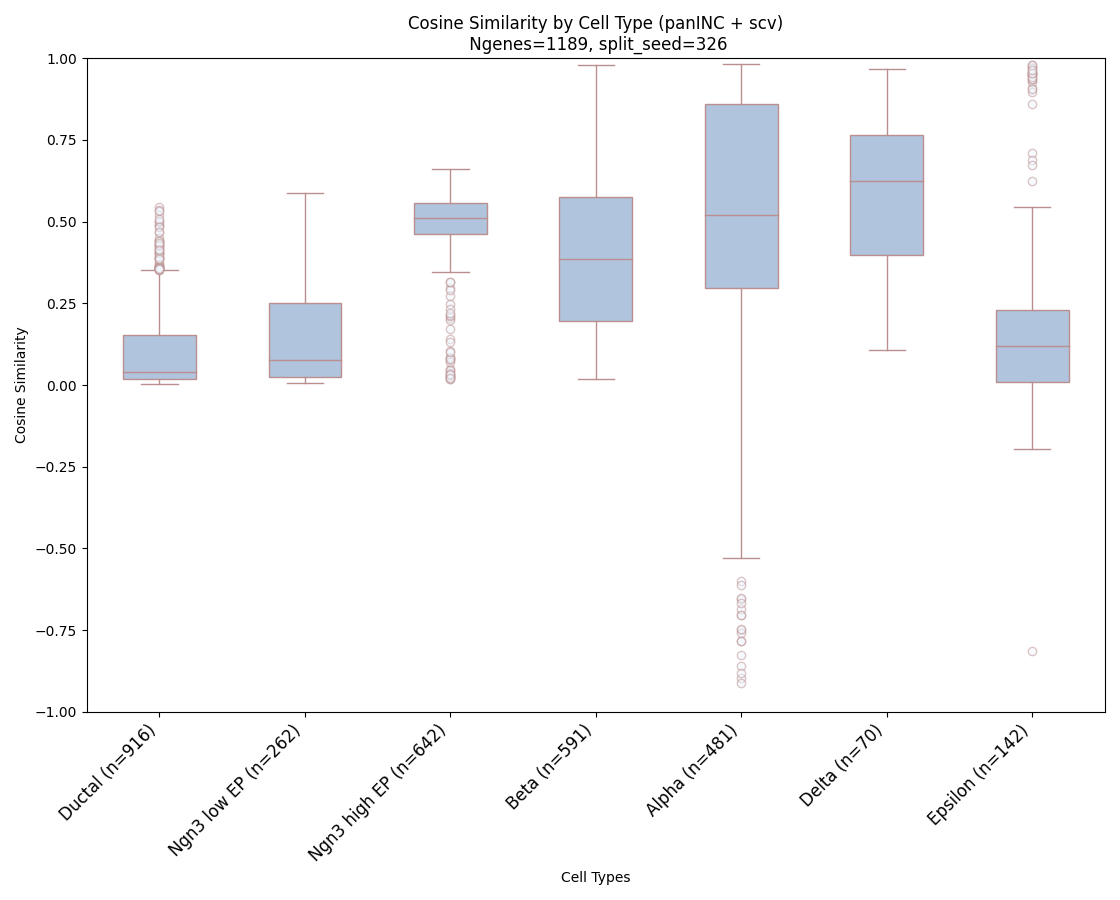 Cosine Similarity by Cell Type (panINC + scv)
Ngenes=1189, split_seed=326
1.00
0.75
0.50
0.25
0.00
−0.25
−0.50
−0.75
−1.00
Cosine Similarity
Ductal (n=916)
Ngn3 low EP (n=262)
Ngn3 high EP (n=642)
Beta (n=591)
Alpha (n=481)
Delta (n=70)
Epsilon (n=142)
Cell Types